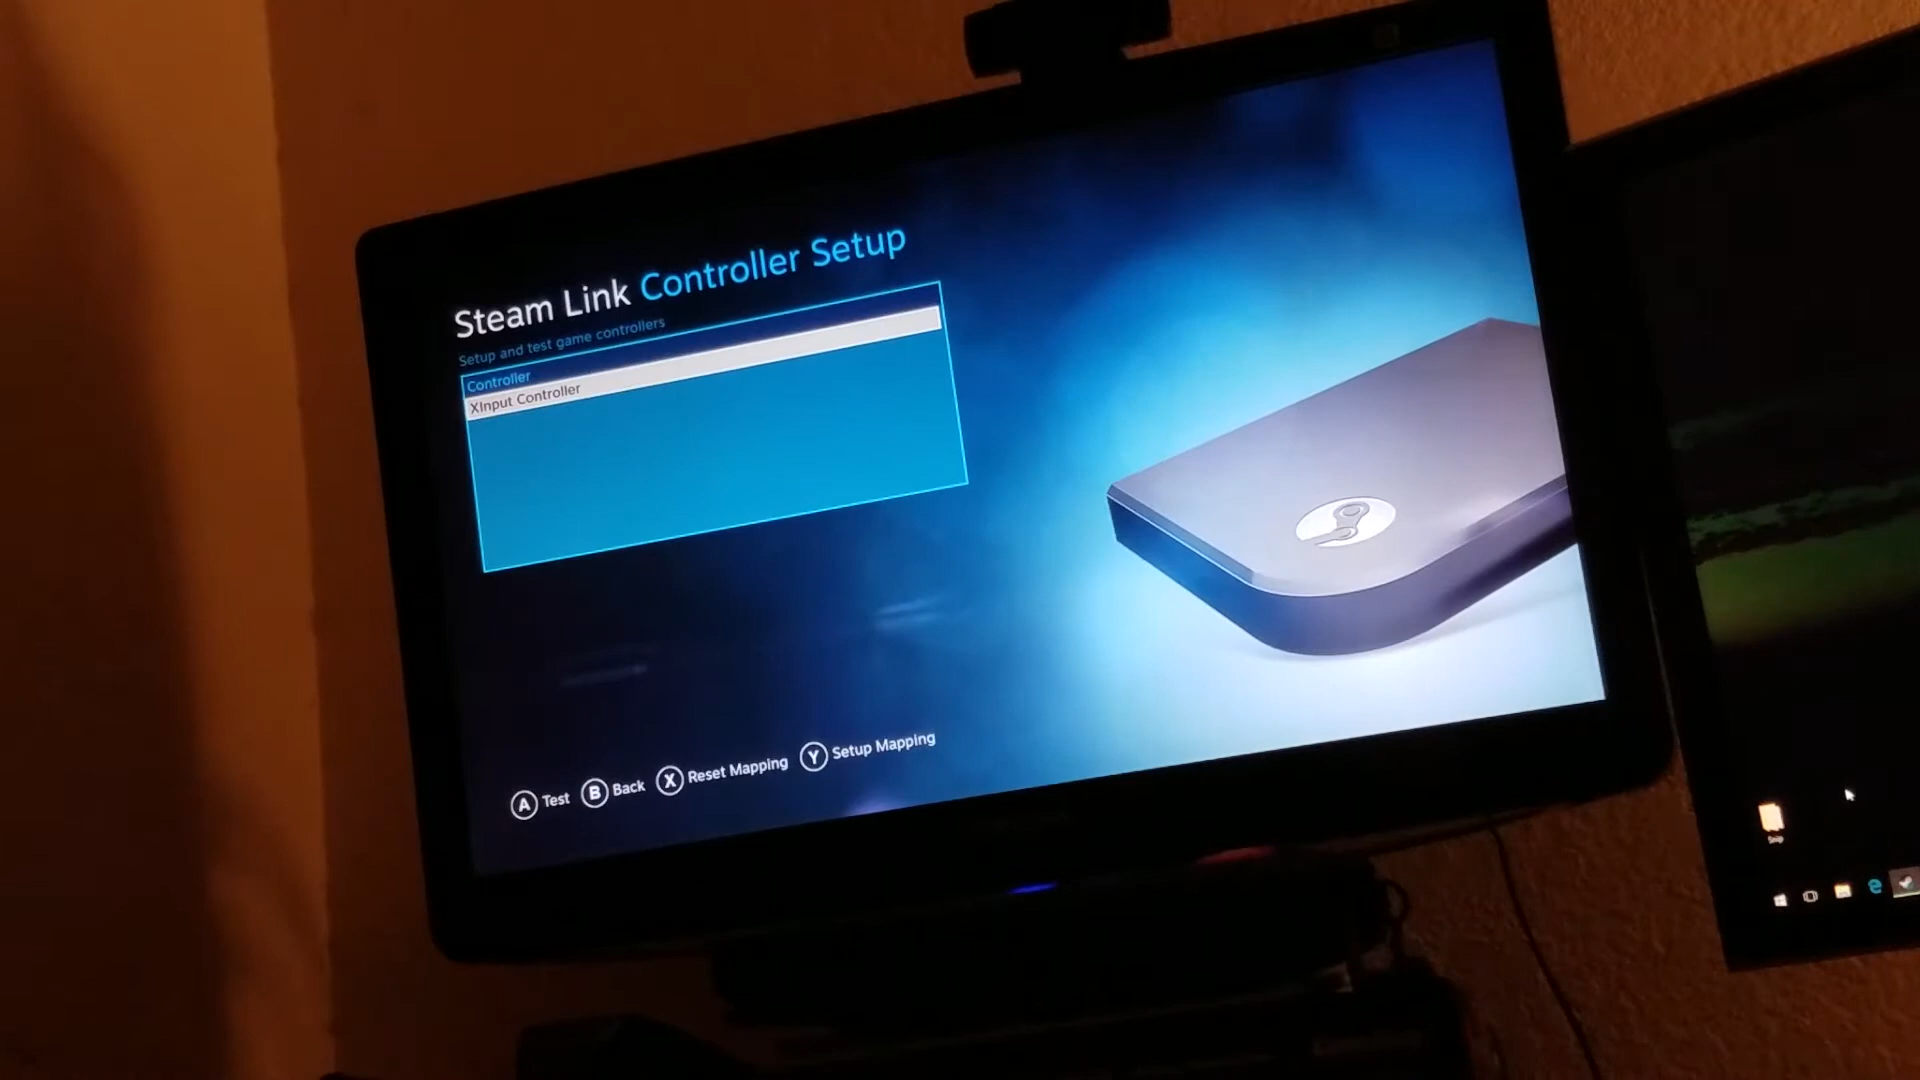 Steam Link Controller Setup
Setup and test game controllers
Controller
XInput Controller
A Test B Back X Reset Mapping Y Setup Mapping